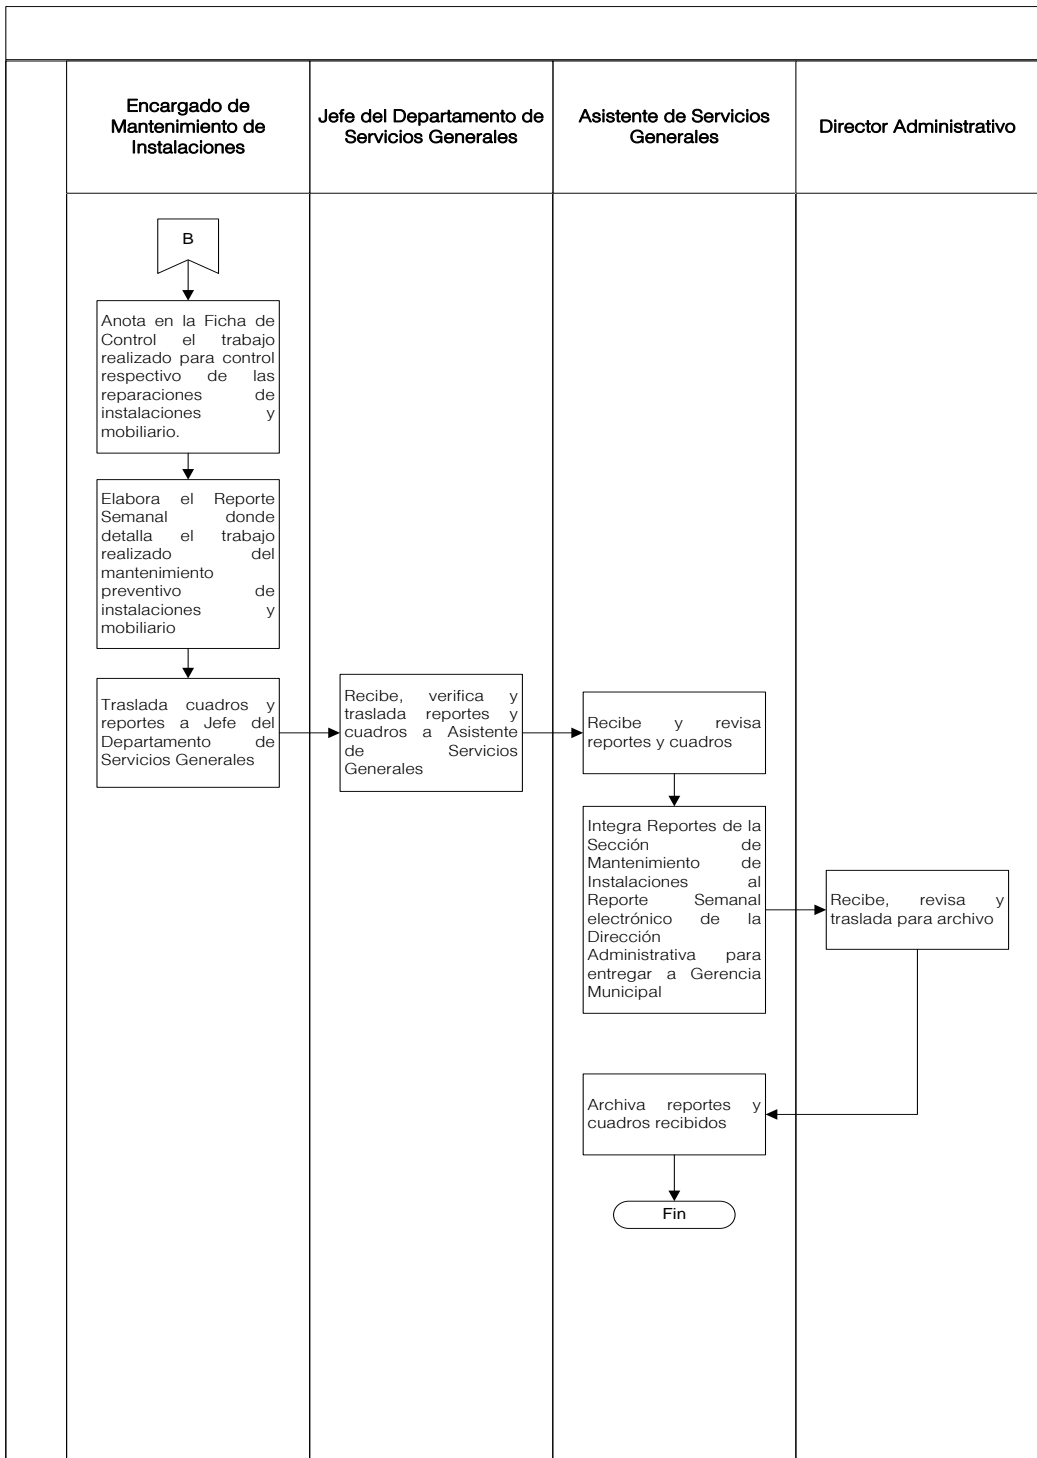 Encargado de
Mantenimiento de
Instalaciones
Jefe del Departamento de
Servicios Generales
Asistente de Servicios
Generales
Director Administrativo
B
Anota en la Ficha de
Control el trabajo
realizado para control
respectivo de las
reparaciones de
instalaciones y
mobiliario.
Elabora el Reporte
Semanal donde
detalla el trabajo
realizado del
mantenimiento
preventivo de
instalaciones y
mobiliario
Traslada cuadros y
reportes a Jefe del
Departamento de
Servicios Generales
Recibe, verifica y
traslada reportes y
cuadros a Asistente
de Servicios
Generales
Recibe y revisa
reportes y cuadros
Integra Reportes de la
Sección de
Mantenimiento de
Instalaciones al
Reporte Semanal
electrónico de la
Dirección
Administrativa para
entregar a Gerencia
Municipal
Recibe, revisa y
traslada para archivo
Archiva reportes y
cuadros recibidos
Fin